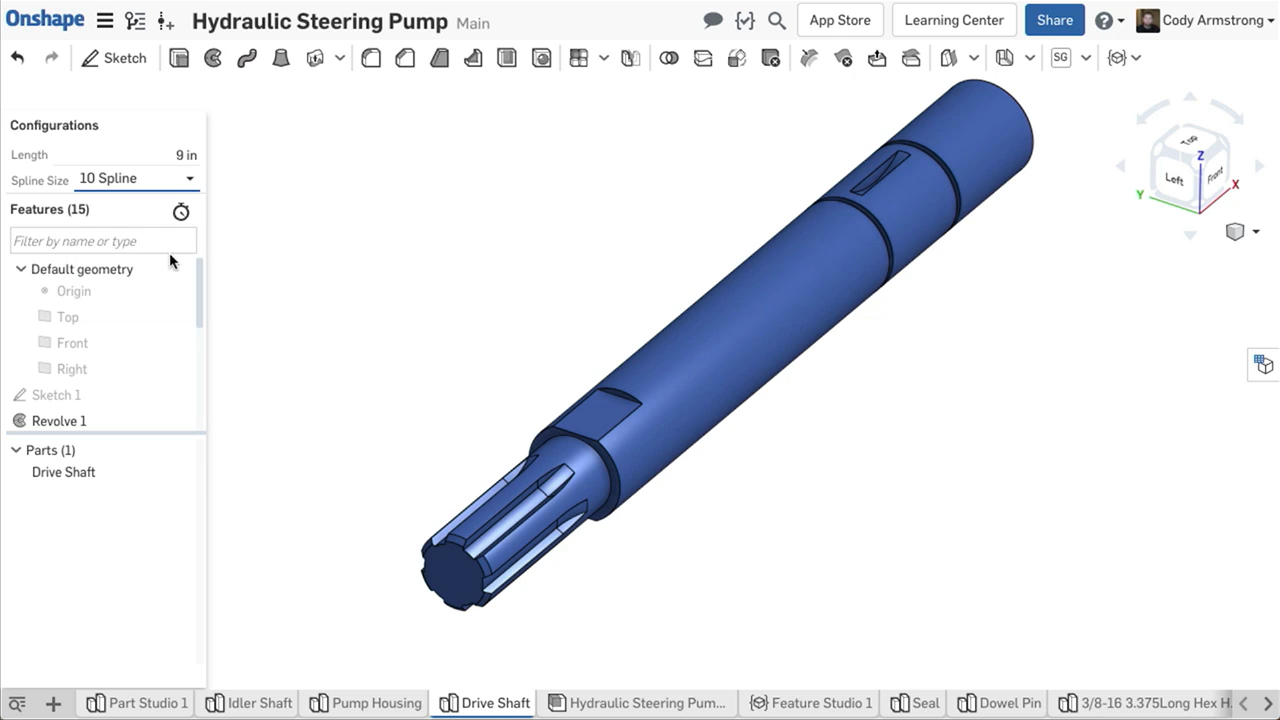 Onshape Hydraulic Steering Pump Main App Store Learning Center Share Cody Armstrong
Sketch SG
Configurations
Length 9 in
Spline Size 10 Spline
Features (15)
Filter by name or type
Default geometry
Origin
Top
Front
Right
Sketch 1
Revolve 1
Parts (1)
Drive Shaft
Top
Z
Left Front
X
Y
Part Studio 1 Idler Shaft Pump Housing Drive Shaft Hydraulic Steering Pum... Feature Studio 1 Seal Dowel Pin 3/8-16 3.375Long Hex H